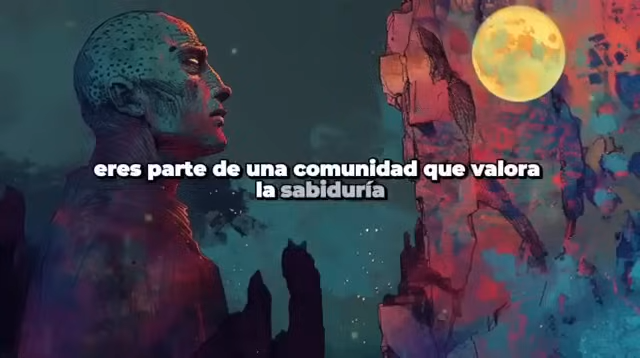 eres parte de una comunidad que valora
la sabiduría